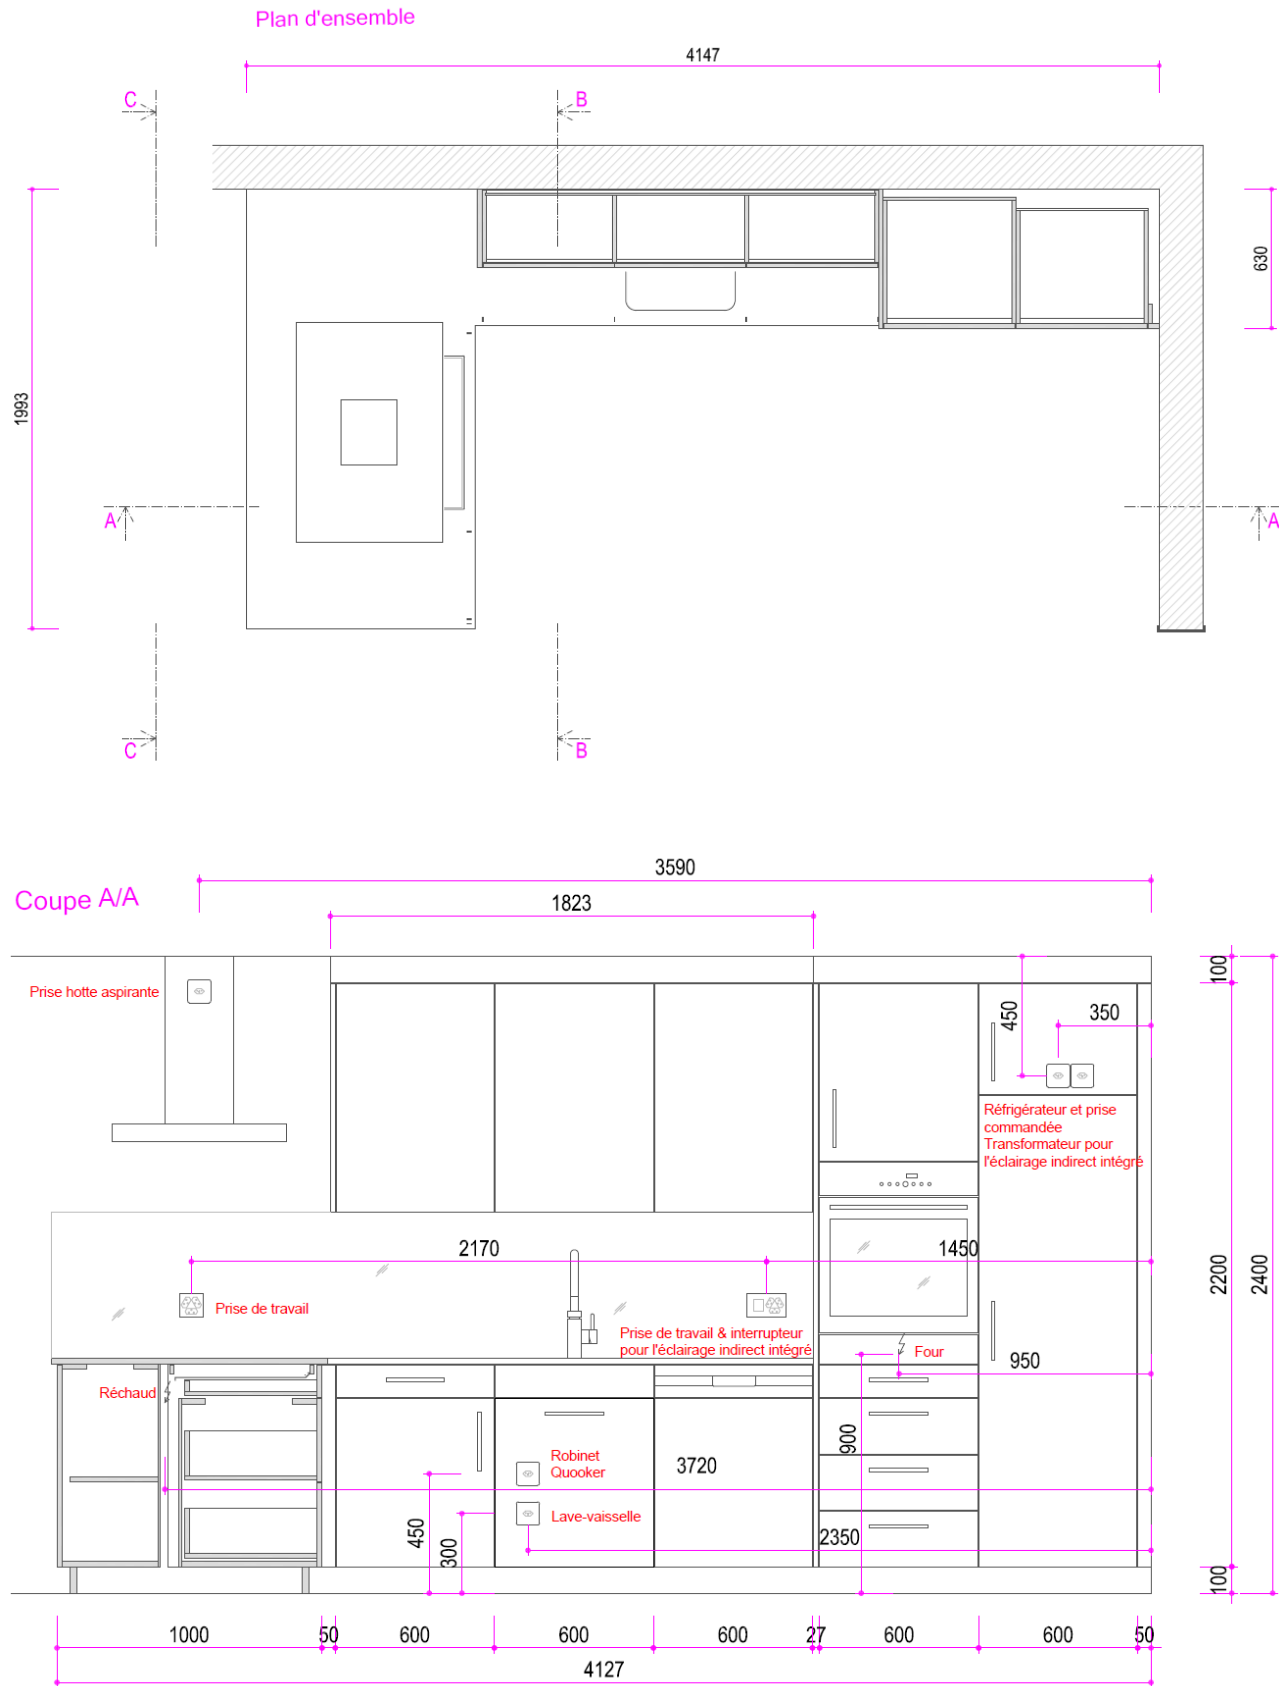 Plan d'ensemble
4147
C
B
630
1993
A
A
C
B
3590
Coupe A/A
1823
100
Prise hotte aspirante
450
350
Réfrigérateur et prise
commandée
Transformateur pour
l'éclairage indirect intégré
2170
1450
2200
2400
Prise de travail
Prise de travail & interrupteur
pour l'éclairage indirect intégré
Four
950
Réchaud
900
Robinet
Quooker
3720
Lave-vaisselle
450
300
2350
100
1000
50
600
600
600
27
600
600
50
4127